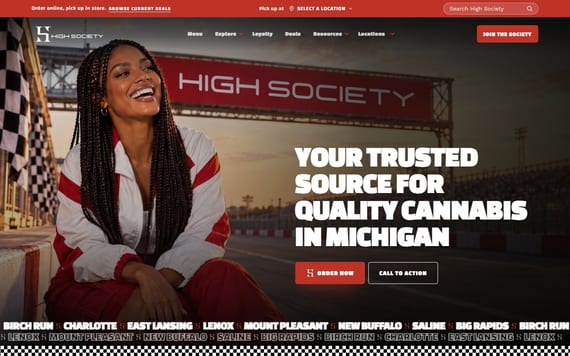 Order online, pick up in store. BROWSE CURRENT DEALS
Pick up at SELECT A LOCATION
Search High Society
HIGH SOCIETY
Menu Explore Loyalty Deals Resources Locations
JOIN THE SOCIETY
HIGH SOCIETY
YOUR TRUSTED
SOURCE FOR
QUALITY CANNABIS
IN MICHIGAN
ORDER NOW
CALL TO ACTION
BIRCH RUN CHARLOTTE EAST LANSING LENOX MOUNT PLEASANT NEW BUFFALO SALINE BIG RAPIDS BIRCH RUN
LENOX MOUNT PLEASANT NEW BUFFALO SALINE BIG RAPIDS BIRCH RUN CHARLOTTE EAST LANSING LENOX